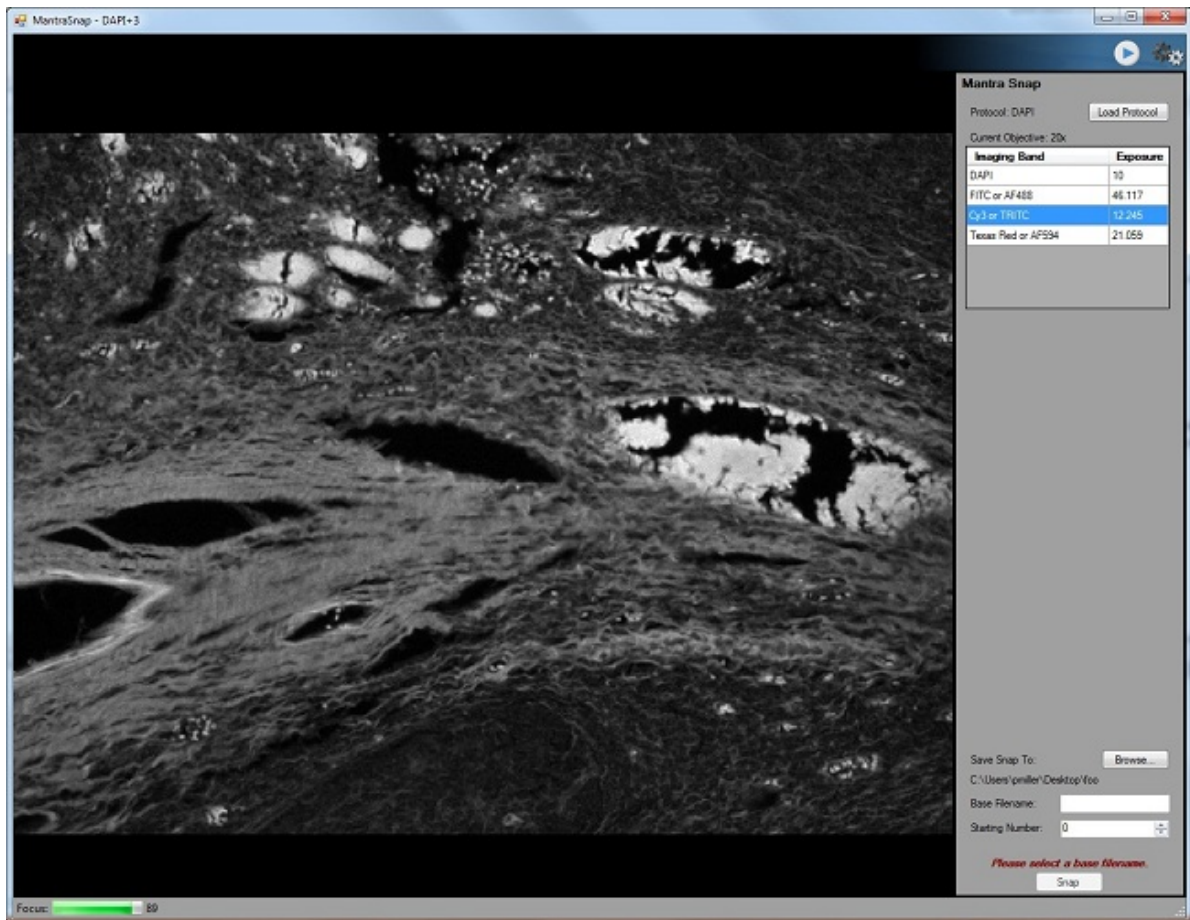 MantraSnap - DAPI+3
Mantra Snap
Protocol: DAPI
Load Protocol
Current Objective: 20x
Imaging Band Exposure
DAPI 10
FITC or AF488 46.117
Cy3 or TRITC 12.245
Texas Red or AF594 21.059
Save Snap To:
Browse...
C:\Users\pmiller\Desktop\foo
Base Filename:
Starting Number: 0
Please select a base filename.
Snap
Focus: 89